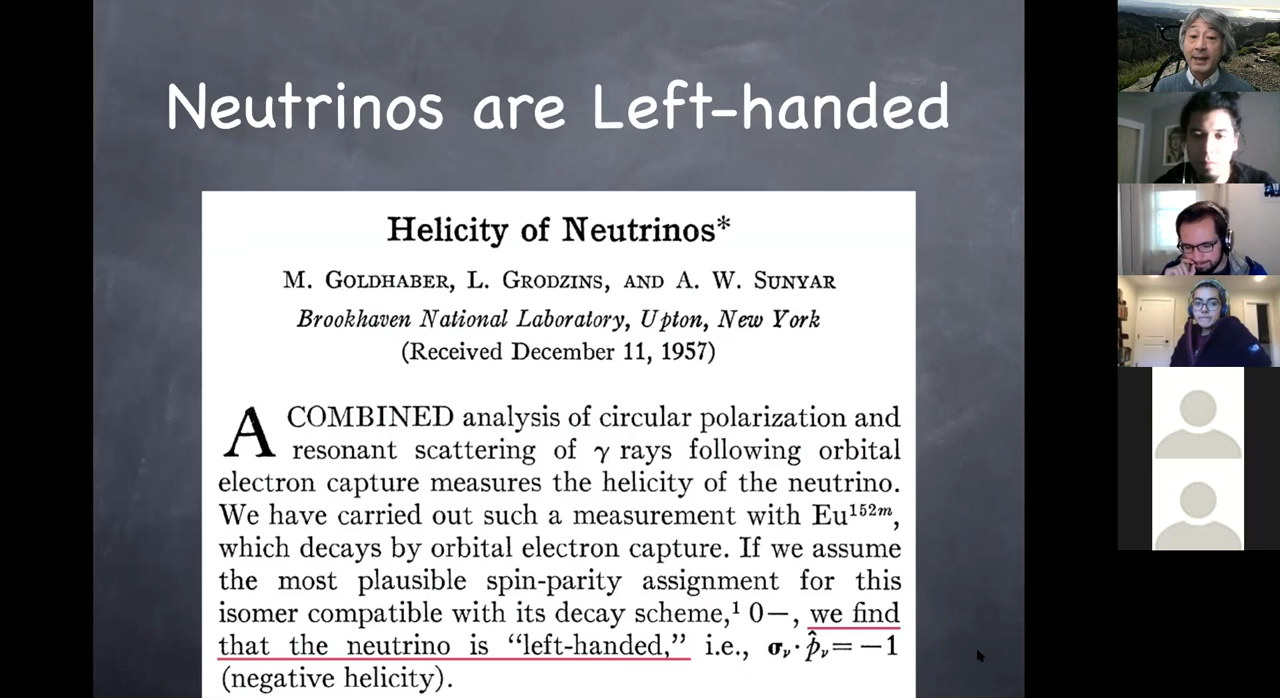 Neutrinos are Left-handed
Helicity of Neutrinos*
M. GOLDHABER, L. GRODZINS, AND A. W. SUNYAR
Brookhaven National Laboratory, Upton, New York
(Received December 11, 1957)
A COMBINED analysis of circular polarization and
resonant scattering of γ rays following orbital
electron capture measures the helicity of the neutrino.
We have carried out such a measurement with Eu¹⁵²ᵐ,
which decays by orbital electron capture. If we assume
the most plausible spin-parity assignment for this
isomer compatible with its decay scheme,¹ 0−, we find
that the neutrino is “left-handed,” i.e., σᵥ·p̂ᵥ= −1
(negative helicity).